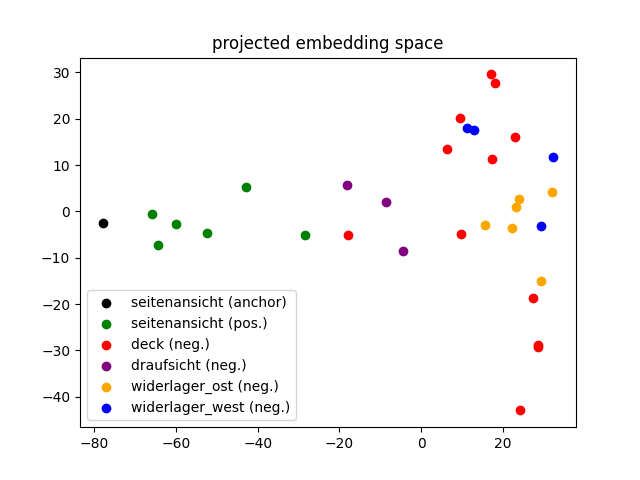 projected embedding space
30
20
10
0
−10
−20
−30
−40
seitenansicht (anchor)
seitenansicht (pos.)
deck (neg.)
draufsicht (neg.)
widerlager_ost (neg.)
widerlager_west (neg.)
−80 −60 −40 −20 0 20